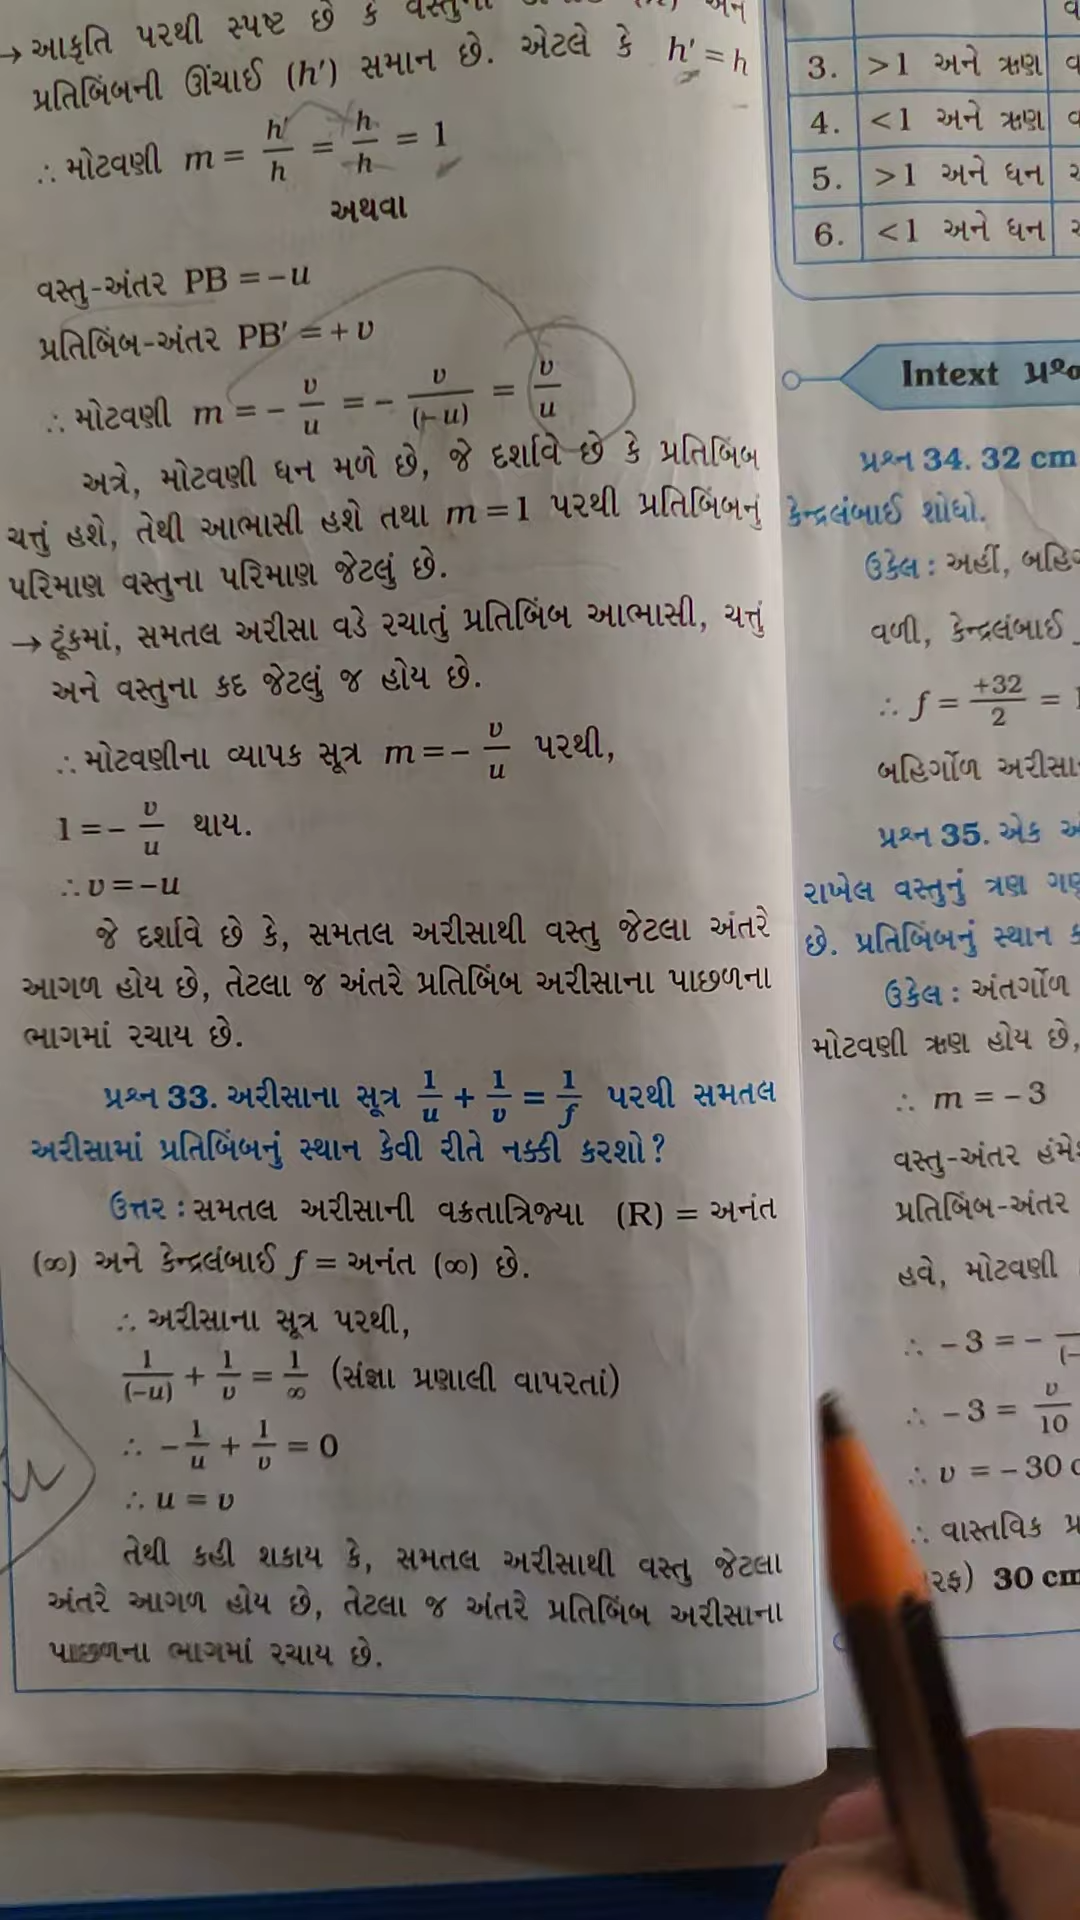 → આકૃતિ પરથી સ્પષ્ટ છે કે
પ્રતિબિંબની ઊંચાઈ (h′) સમાન છે. એટલે કે h′ = h
∴ મોટવણી m = h′/h = h/h = 1
અથવા
વસ્તુ-અંતર PB = −u
પ્રતિબિંબ-અંતર PB′ = + v
∴ મોટવણી m = − v/u = − v/(−u) = v/u
અત્રે, મોટવણી ધન મળે છે, જે દર્શાવે છે કે પ્રતિબિંબ
ચત્તું હશે, તેથી આભાસી હશે તથા m = 1 પરથી પ્રતિબિંબનું
પરિમાણ વસ્તુના પરિમાણ જેટલું છે.
→ ટૂંકમાં, સમતલ અરીસા વડે રચાતું પ્રતિબિંબ આભાસી, ચત્તું
અને વસ્તુના કદ જેટલું જ હોય છે.
∴ મોટવણીના વ્યાપક સૂત્ર m = − v/u પરથી,
1 = − v/u થાય.
∴ v = −u
જે દર્શાવે છે કે, સમતલ અરીસાથી વસ્તુ જેટલા અંતરે
આગળ હોય છે, તેટલા જ અંતરે પ્રતિબિંબ અરીસાના પાછળના
ભાગમાં રચાય છે.
પ્રશ્ન 33. અરીસાના સૂત્ર 1/u + 1/v = 1/f પરથી સમતલ
અરીસામાં પ્રતિબિંબનું સ્થાન કેવી રીતે નક્કી કરશો?
ઉત્તર : સમતલ અરીસાની વક્રતાત્રિજ્યા (R) = અનંત
(∞) અને કેન્દ્રલંબાઈ f = અનંત (∞) છે.
∴ અરીસાના સૂત્ર પરથી,
1/(−u) + 1/v = 1/∞ (સંજ્ઞા પ્રણાલી વાપરતાં)
∴ − 1/u + 1/v = 0
∴ u = v
તેથી કહી શકાય કે, સમતલ અરીસાથી વસ્તુ જેટલા
અંતરે આગળ હોય છે, તેટલા જ અંતરે પ્રતિબિંબ અરીસાના
પાછળના ભાગમાં રચાય છે.
3. >1 અને ઋણ
4. <1 અને ઋણ
5. >1 અને ધન
6. <1 અને ધન
Intext
પ્રશ્ન 34. 32 cm
કેન્દ્રલંબાઈ શોધો.
ઉકેલ : અહીં,
વળી, કેન્દ્રલંબાઈ
∴ f = +32/2 =
બહિર્ગોળ અરીસા
પ્રશ્ન 35. એક
રાખેલ વસ્તુનું ત્રણ
છે. પ્રતિબિંબનું સ્થાન
ઉકેલ : અંતર્ગોળ
મોટવણી ઋણ હોય છે,
∴ m = − 3
વસ્તુ-અંતર
પ્રતિબિંબ-અંતર
હવે, મોટવણી
∴ − 3 = −
∴ − 3 = v/10
∴ v = − 30
∴ વાસ્તવિક
30 cm